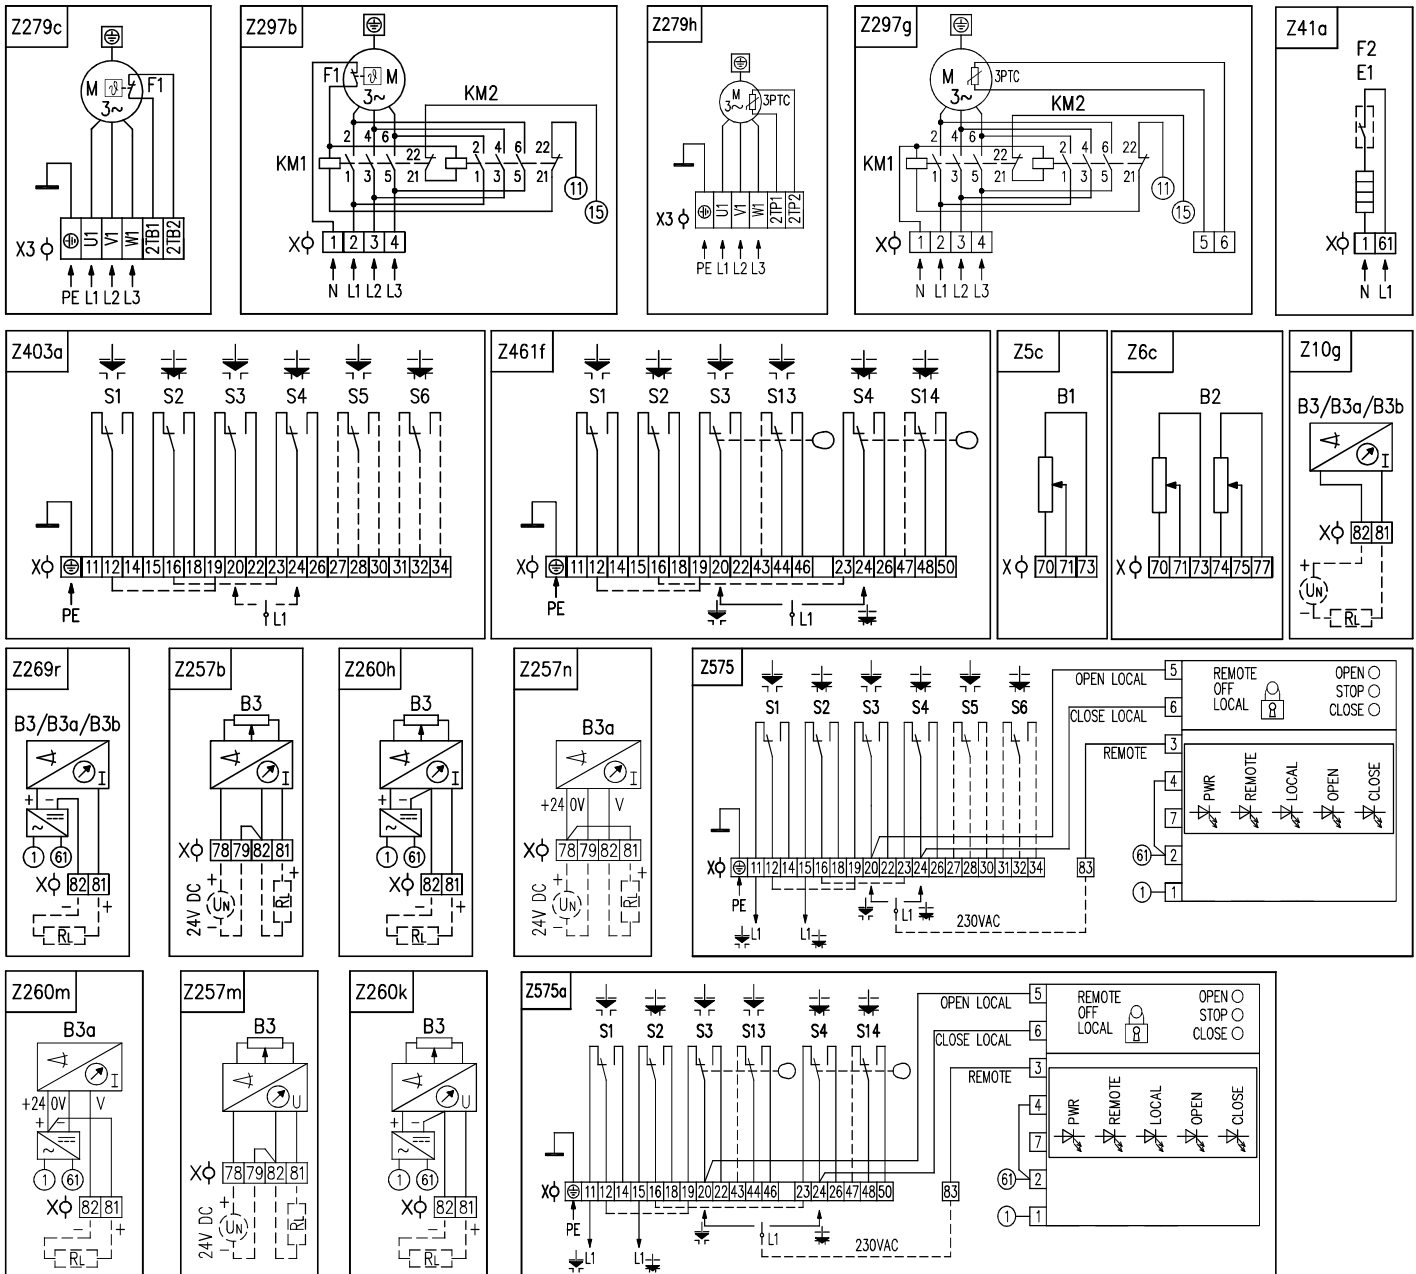 Z279c
M
3~
F1
X3
U1
V1
W1
2TB1
2TB2
PE L1 L2 L3
Z297b
F1
ϑ
M
3~
KM2
2 4 6
22
2 4 6 22
KM1
1 3 5
21
1 3 5 21
11
15
X
1 2 3 4
N L1 L2 L3
Z279h
M
3~
3PTC
X3
U1
V1
W1
2TP1
2TP2
PE L1 L2 L3
Z297g
M
3~
3PTC
KM2
2 4 6
22
2 4 6 22
KM1
1 3 5
21
1 3 5 21
11
15
X
1 2 3 4
5 6
N L1 L2 L3
Z41a
F2
E1
X
1 61
N L1
Z403a
S1 S2 S3 S4 S5 S6
X
11 12 14 15 16 19 20 22 23 24 26 27 28 30 31 32 34
PE
L1
Z461f
S1 S2 S3 S13 S4 S14
X
11 12 14 15 16 19 20 22 43 44 46 23 24 26 47 48 50
PE
L1
Z5c
B1
X
70 71 73
Z6c
B2
X
70 71 73 74 75 77
Z10g
B3/B3a/B3b
I
X
82 81
+
UN
−
RL
Z269r
B3/B3a/B3b
I
+ −
~
1 61
X
82 81
− +
RL
Z257b
B3
I
X
78 79 82 81
24V DC
+
UN
−
RL
Z260h
B3
I
+ −
~
1 61
X
82 81
− +
RL
Z257n
B3a
I
+24 0V V
X
78 79 82 81
24V DC
+
UN
−
RL
Z575
S1 S2 S3 S4 S5 S6
OPEN LOCAL
CLOSE LOCAL
REMOTE
5
6
3
4
7
2
1
61
1
REMOTE
OFF
LOCAL
OPEN
STOP
CLOSE
PWR
REMOTE
LOCAL
OPEN
CLOSE
X
11 12 14 15 16 19 20 22 23 24 26 27 28 30 31 32 34
83
PE
L1
L1
L1
230VAC
Z260m
B3a
I
+24 0V V
+ −
~
1 61
X
82 81
− +
RL
Z257m
B3
U
X
78 79 82 81
24V DC
+
UN
−
RL
Z260k
B3
U
+ −
~
1 61
X
82 81
− +
RL
Z575a
S1 S2 S3 S13 S4 S14
OPEN LOCAL
CLOSE LOCAL
REMOTE
5
6
3
4
7
2
1
61
1
REMOTE
OFF
LOCAL
OPEN
STOP
CLOSE
PWR
REMOTE
LOCAL
OPEN
CLOSE
X
11 12 14 15 16 19 20 22 43 44 46 23 24 26 47 48 50
83
PE
L1
L1
L1
230VAC